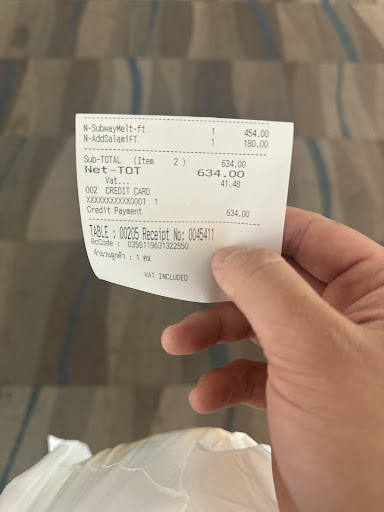 N-SubwayMelt-ft 1 454.00
N-AddSalamiFT 1 180.00
Sub-TOTAL (Item 2 ) 634.00
Net-TOT 634.00
Vat... 41.48
002 CREDIT CARD
XXXXXXXXXXX0001 1
Credit Payment 634.00
TABLE : 00205 Receipt No: 0045411
RcCode : 0356119631322550
จำนวนลูกค้า : 1 คน
VAT INCLUDED